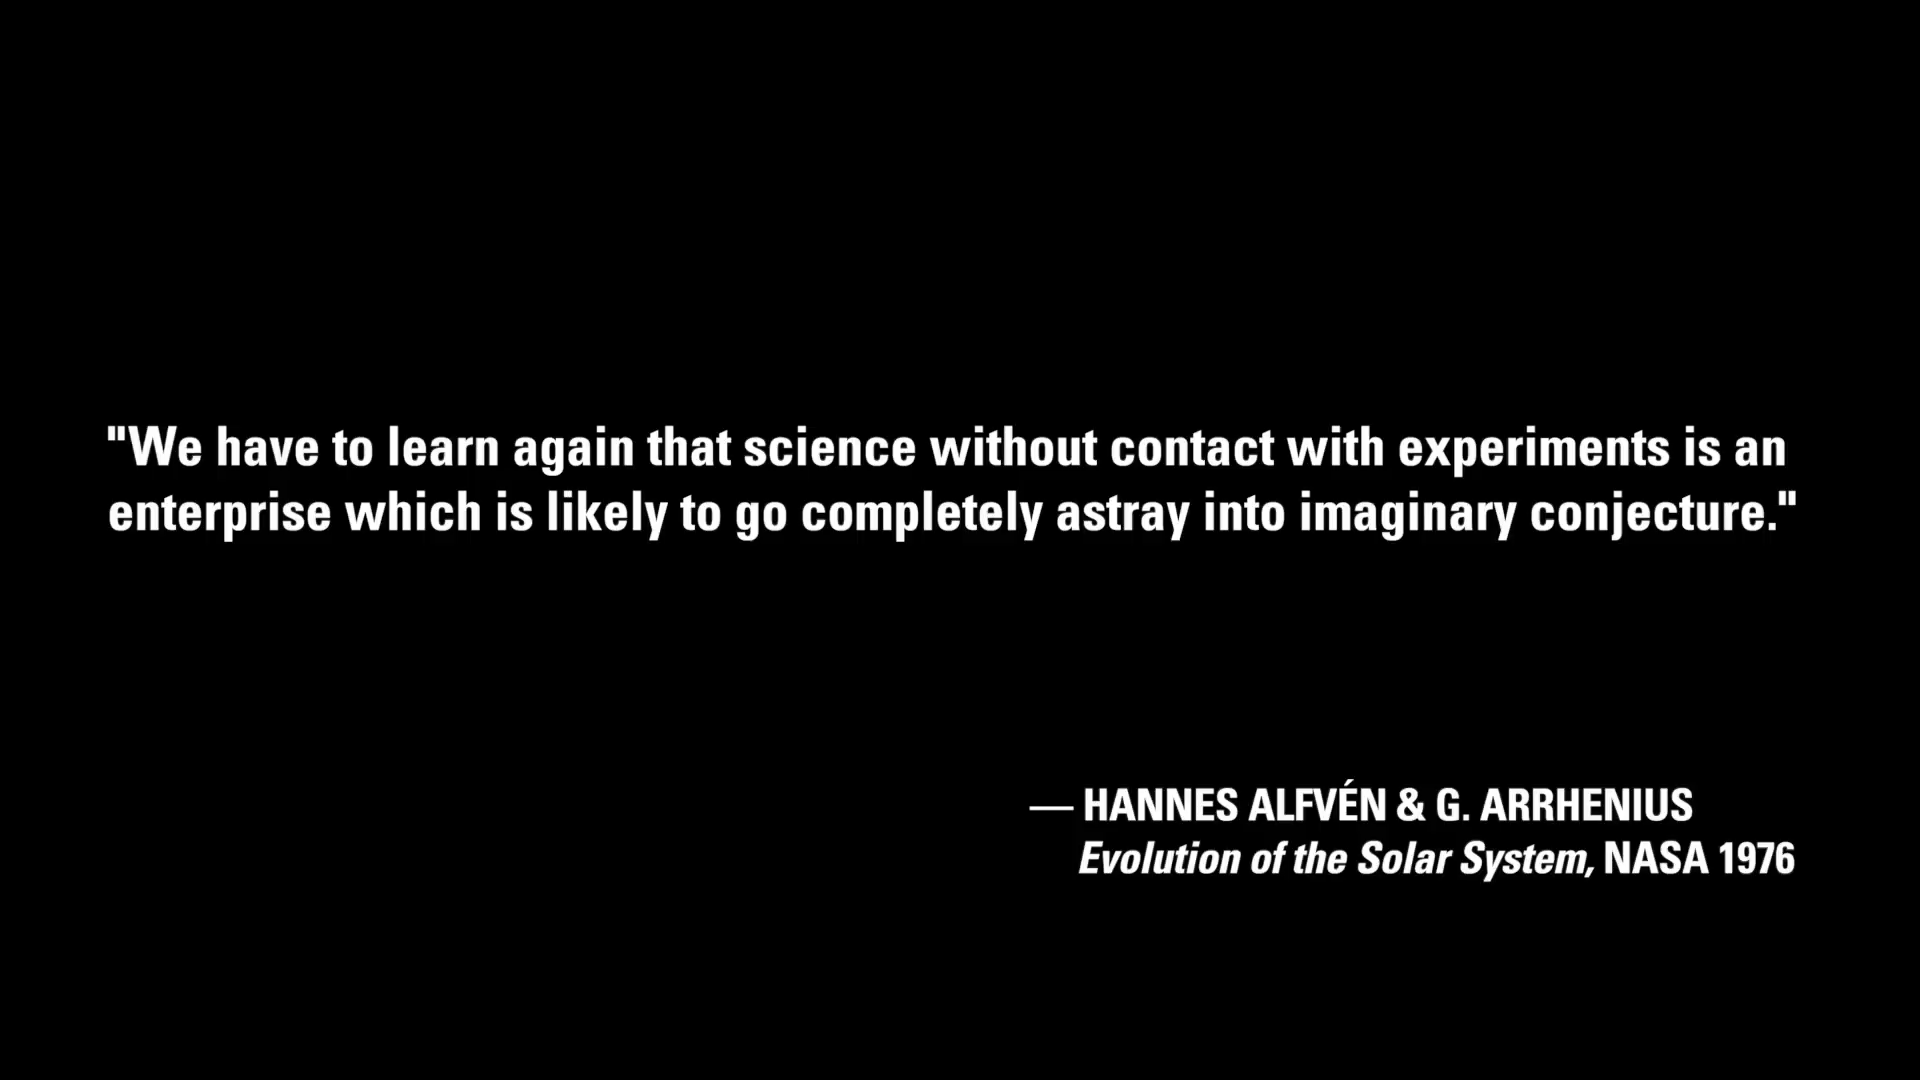 "We have to learn again that science without contact with experiments is an
enterprise which is likely to go completely astray into imaginary conjecture."
— HANNES ALFVÉN & G. ARRHENIUS
Evolution of the Solar System, NASA 1976